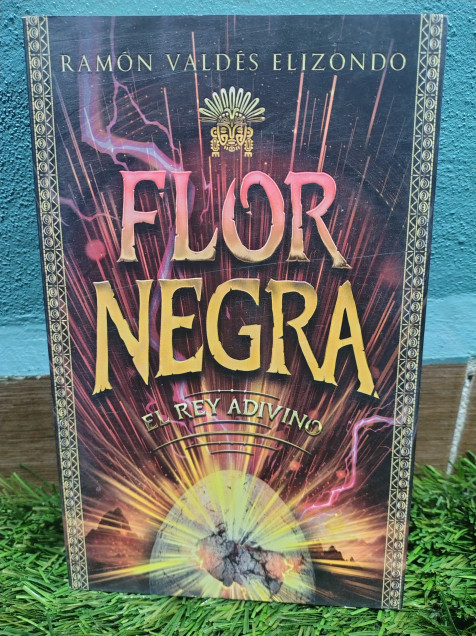 RAMÓN VALDÉS ELIZONDO
FLOR
NEGRA
EL REY ADIVINO